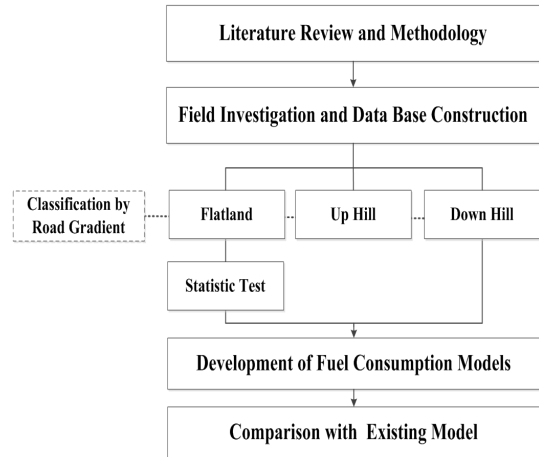 Literature Review and Methodology
Field Investigation and Data Base Construction
Classification by
Road Gradient
Flatland
Up Hill
Down Hill
Statistic Test
Development of Fuel Consumption Models
Comparison with Existing Model